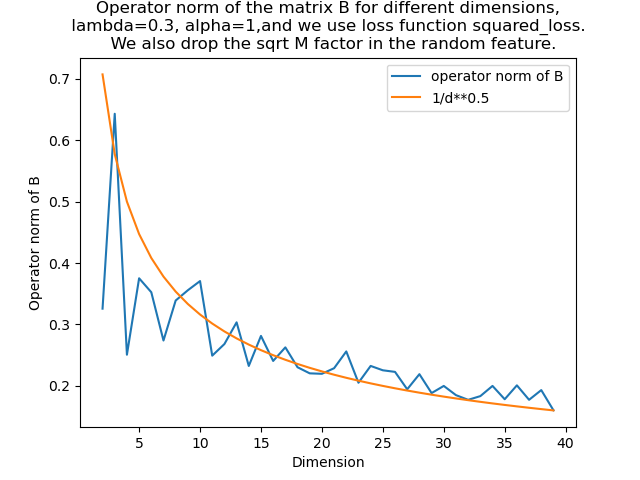 Operator norm of the matrix B for different dimensions,
lambda=0.3, alpha=1,and we use loss function squared_loss.
We also drop the sqrt M factor in the random feature.
operator norm of B
1/d**0.5
Operator norm of B
0.7
0.6
0.5
0.4
0.3
0.2
5 10 15 20 25 30 35 40
Dimension